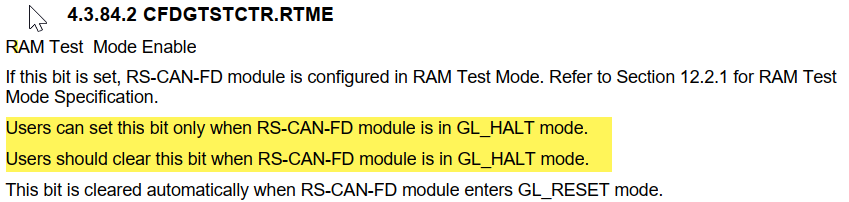 4.3.84.2 CFDGTSTCTR.RTME
RAM Test Mode Enable
If this bit is set, RS-CAN-FD module is configured in RAM Test Mode. Refer to Section 12.2.1 for RAM Test
Mode Specification.
Users can set this bit only when RS-CAN-FD module is in GL_HALT mode.
Users should clear this bit when RS-CAN-FD module is in GL_HALT mode.
This bit is cleared automatically when RS-CAN-FD module enters GL_RESET mode.